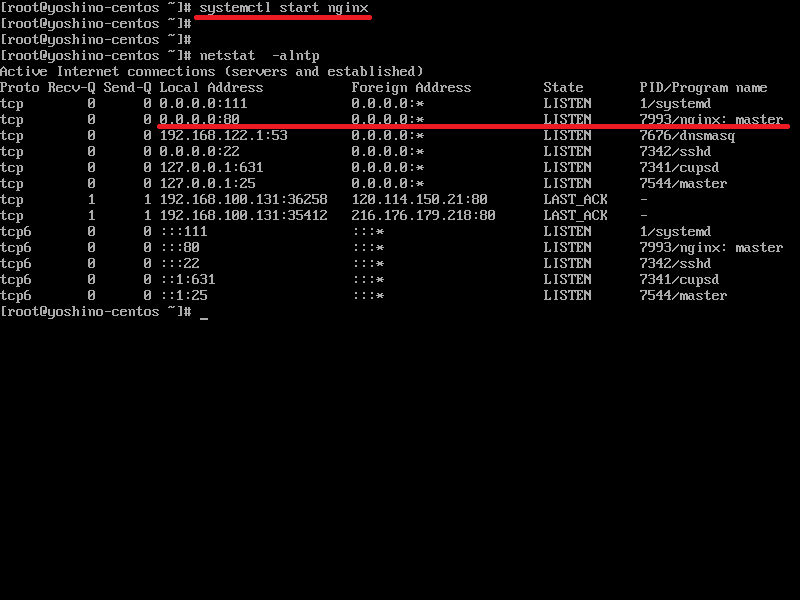 [root@yoshino-centos ~]# systemctl start nginx
[root@yoshino-centos ~]#
[root@yoshino-centos ~]#
[root@yoshino-centos ~]# netstat  -alntp
Active Internet connections (servers and established)
Proto Recv-Q Send-Q Local Address           Foreign Address         State       PID/Program name
tcp        0      0 0.0.0.0:111             0.0.0.0:*               LISTEN      1/systemd
tcp        0      0 0.0.0.0:80              0.0.0.0:*               LISTEN      7993/nginx: master
tcp        0      0 192.168.122.1:53        0.0.0.0:*               LISTEN      7676/dnsmasq
tcp        0      0 0.0.0.0:22              0.0.0.0:*               LISTEN      7342/sshd
tcp        0      0 127.0.0.1:631           0.0.0.0:*               LISTEN      7341/cupsd
tcp        0      0 127.0.0.1:25            0.0.0.0:*               LISTEN      7544/master
tcp        1      1 192.168.100.131:36258   120.114.150.21:80       LAST_ACK    -
tcp        1      1 192.168.100.131:35412   216.176.179.218:80      LAST_ACK    -
tcp6       0      0 :::111                  :::*                    LISTEN      1/systemd
tcp6       0      0 :::80                   :::*                    LISTEN      7993/nginx: master
tcp6       0      0 :::22                   :::*                    LISTEN      7342/sshd
tcp6       0      0 ::1:631                 :::*                    LISTEN      7341/cupsd
tcp6       0      0 ::1:25                  :::*                    LISTEN      7544/master
[root@yoshino-centos ~]# _